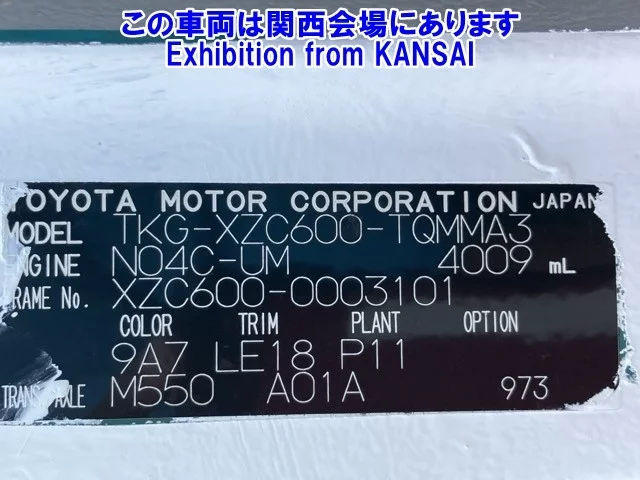 この車両は関西会場にあります
Exhibition from KANSAI
TOYOTA MOTOR CORPORATION JAPAN
MODEL TKG-XZC600-TQMMA3
ENGINE N04C-UM 4009 mL
FRAME No. XZC600-0003101
COLOR TRIM PLANT OPTION
9A7 LE18 P11
TRANS/AXLE M550 A01A 973